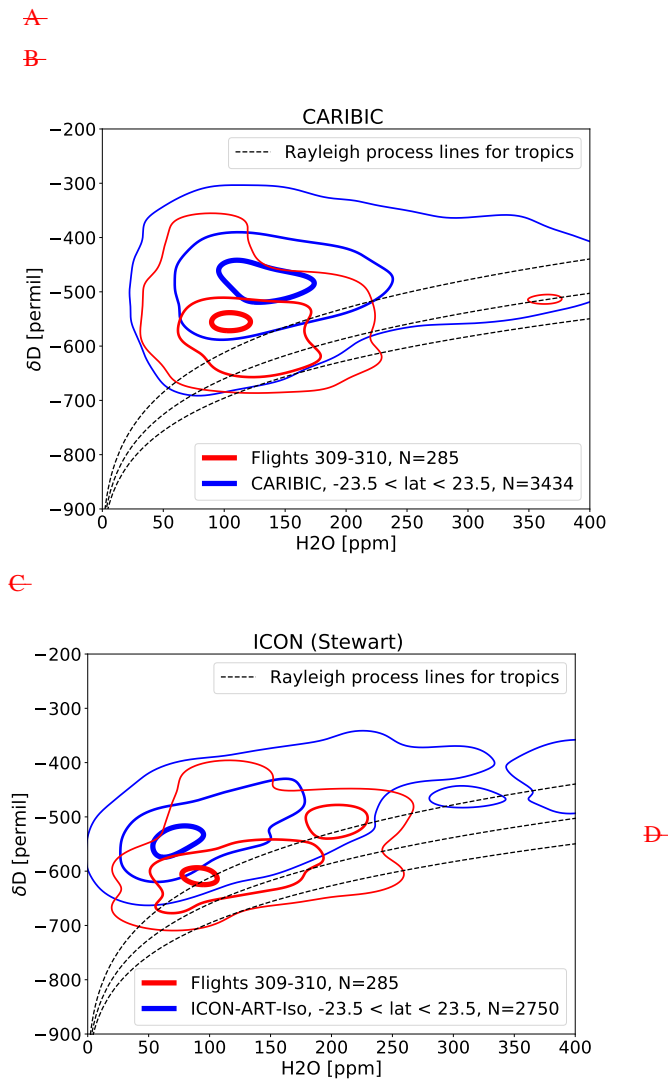 A
B
CARIBIC
−200
−300
−400
−500
−600
−700
−800
−900
δD [permil]
Rayleigh process lines for tropics
Flights 309-310, N=285
CARIBIC, -23.5 < lat < 23.5, N=3434
0 50 100 150 200 250 300 350 400
H2O [ppm]
C
ICON (Stewart)
−200
−300
−400
−500
−600
−700
−800
−900
δD [permil]
Rayleigh process lines for tropics
D
Flights 309-310, N=285
ICON-ART-Iso, -23.5 < lat < 23.5, N=2750
0 50 100 150 200 250 300 350 400
H2O [ppm]